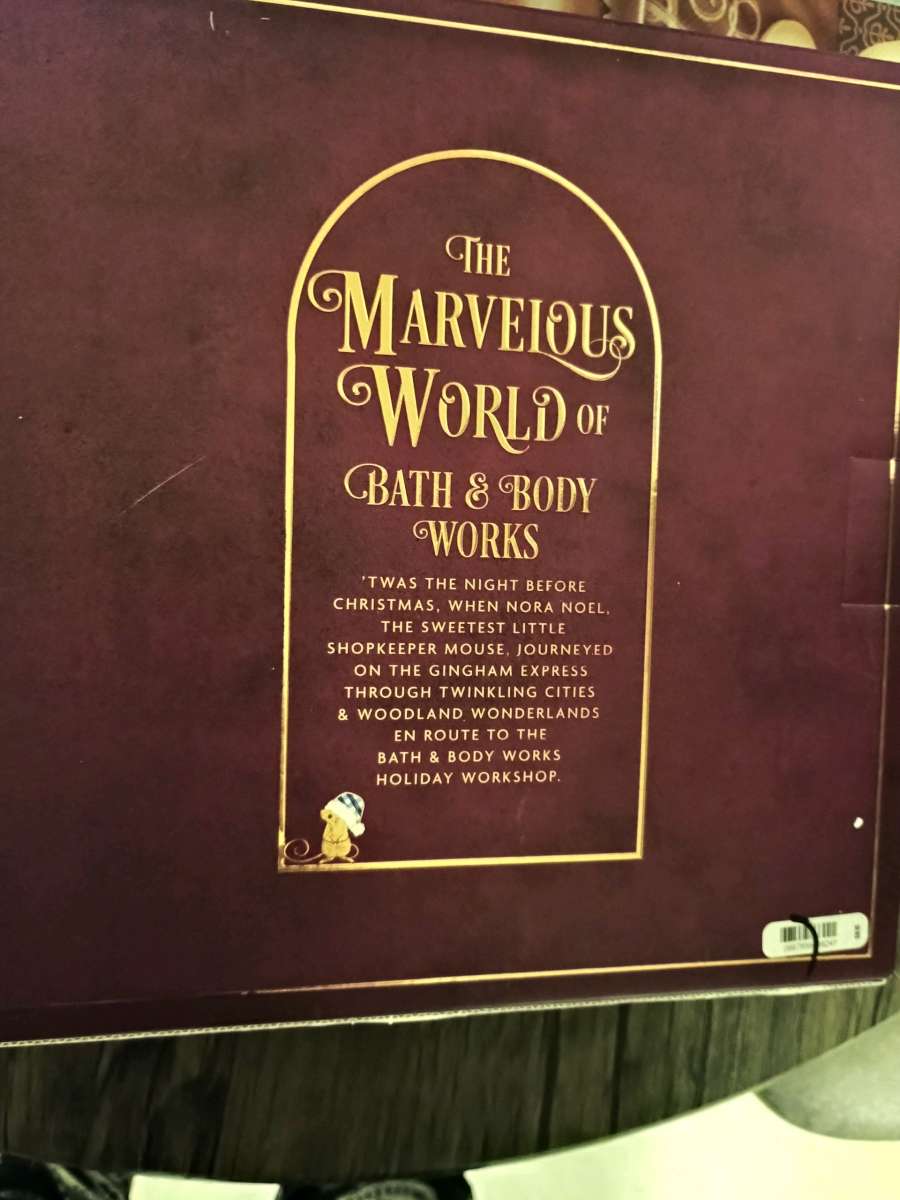 THE
MARVELOUS
WORLD OF
BATH & BODY
WORKS
'TWAS THE NIGHT BEFORE
CHRISTMAS, WHEN NORA NOEL,
THE SWEETEST LITTLE
SHOPKEEPER MOUSE, JOURNEYED
ON THE GINGHAM EXPRESS
THROUGH TWINKLING CITIES
& WOODLAND WONDERLANDS
EN ROUTE TO THE
BATH & BODY WORKS
HOLIDAY WORKSHOP.